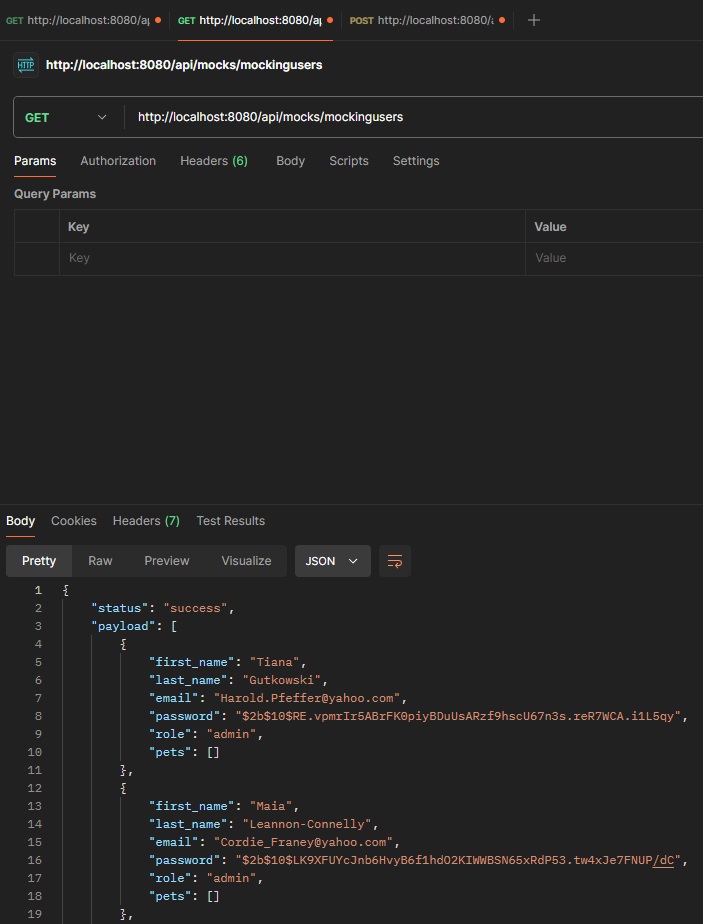 GET http://localhost:8080/ap GET http://localhost:8080/ap POST http://localhost:8080/a
HTTP http://localhost:8080/api/mocks/mockingusers
GET http://localhost:8080/api/mocks/mockingusers
Params Authorization Headers (6) Body Scripts Settings
Query Params
Key Value
Key Value
Body Cookies Headers (7) Test Results
Pretty Raw Preview Visualize JSON
1 {
2 "status": "success",
3 "payload": [
4 {
5 "first_name": "Tiana",
6 "last_name": "Gutkowski",
7 "email": "Harold.Pfeffer@yahoo.com",
8 "password": "$2b$10$RE.vpmrIr5ABrFK0piyBDuUsARzf9hscU67n3s.reR7WCA.i1L5qy",
9 "role": "admin",
10 "pets": []
11 },
12 {
13 "first_name": "Maia",
14 "last_name": "Leannon-Connelly",
15 "email": "Cordie_Franey@yahoo.com",
16 "password": "$2b$10$LK9XFUYcJnb6HvyB6f1hdO2KIWWBSN65xRdP53.tw4xJe7FNUP/dC",
17 "role": "admin",
18 "pets": []
19 },